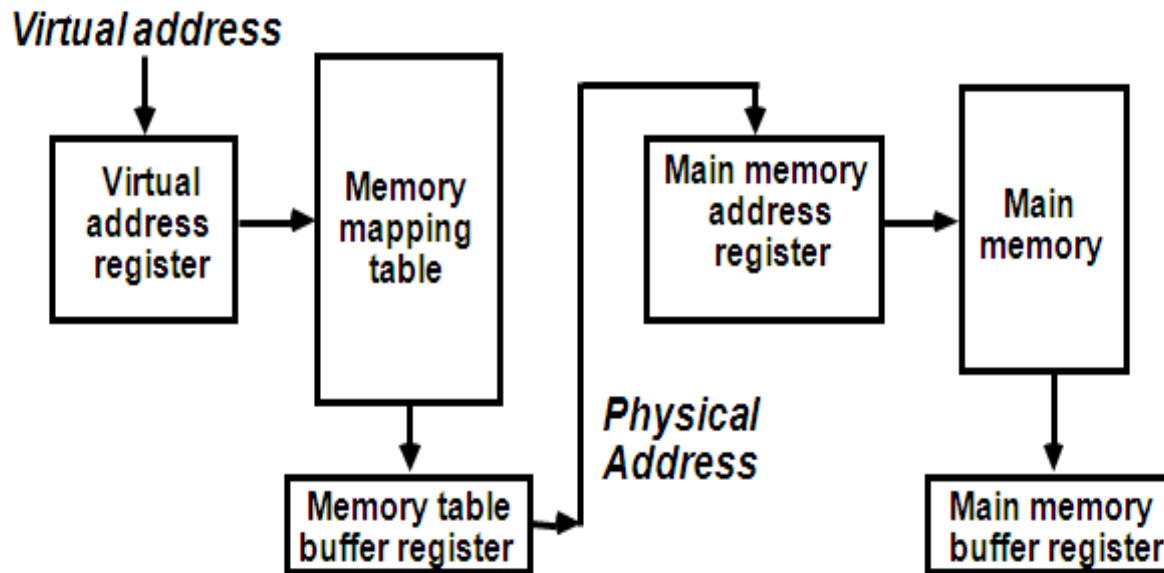 Virtual address
Virtual
address
register
Memory
mapping
table
Memory table
buffer register
Physical
Address
Main memory
address
register
Main
memory
Main memory
buffer register